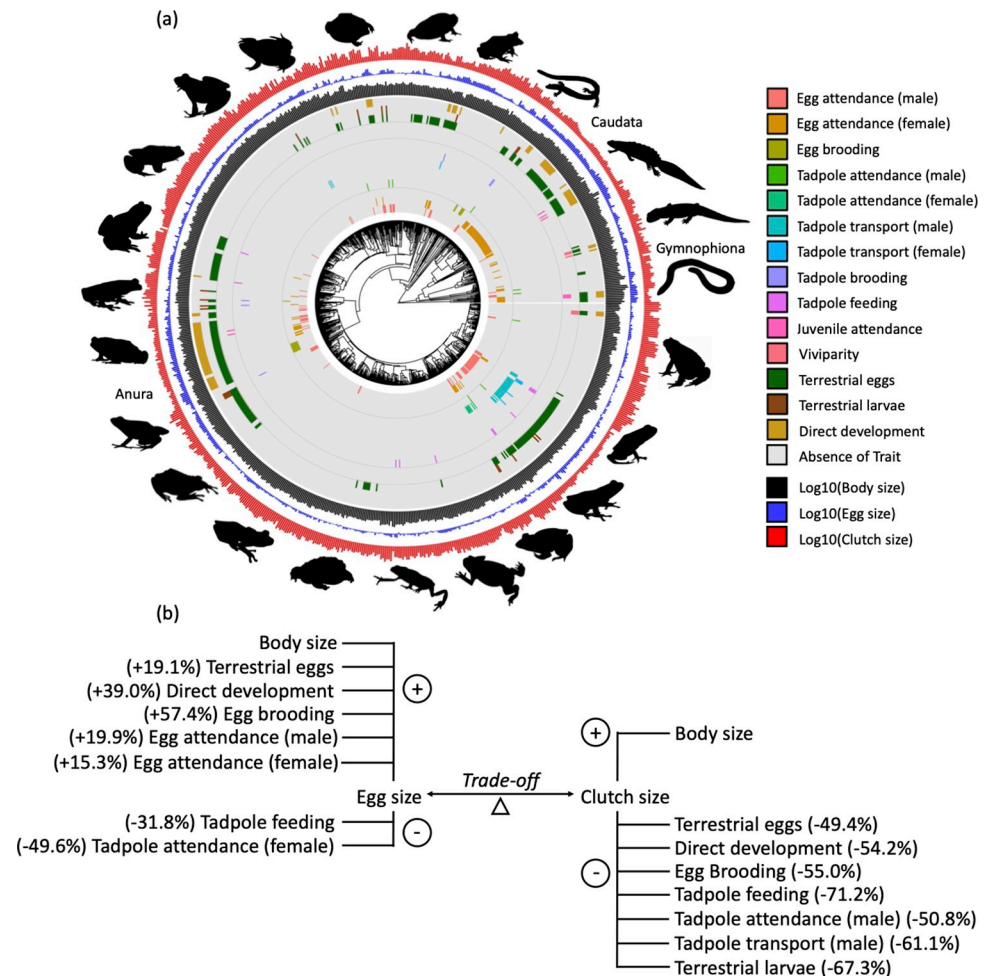 (a)
Caudata
Gymnophiona
Anura
Egg attendance (male)
Egg attendance (female)
Egg brooding
Tadpole attendance (male)
Tadpole attendance (female)
Tadpole transport (male)
Tadpole transport (female)
Tadpole brooding
Tadpole feeding
Juvenile attendance
Viviparity
Terrestrial eggs
Terrestrial larvae
Direct development
Absence of Trait
Log10(Body size)
Log10(Egg size)
Log10(Clutch size)
(b)
Body size
(+19.1%) Terrestrial eggs
(+39.0%) Direct development
(+57.4%) Egg brooding
(+19.9%) Egg attendance (male)
(+15.3%) Egg attendance (female)
+
Egg size
(-31.8%) Tadpole feeding
(-49.6%) Tadpole attendance (female)
-
Trade-off
△
+
Body size
Clutch size
-
Terrestrial eggs (-49.4%)
Direct development (-54.2%)
Egg Brooding (-55.0%)
Tadpole feeding (-71.2%)
Tadpole attendance (male) (-50.8%)
Tadpole transport (male) (-61.1%)
Terrestrial larvae (-67.3%)